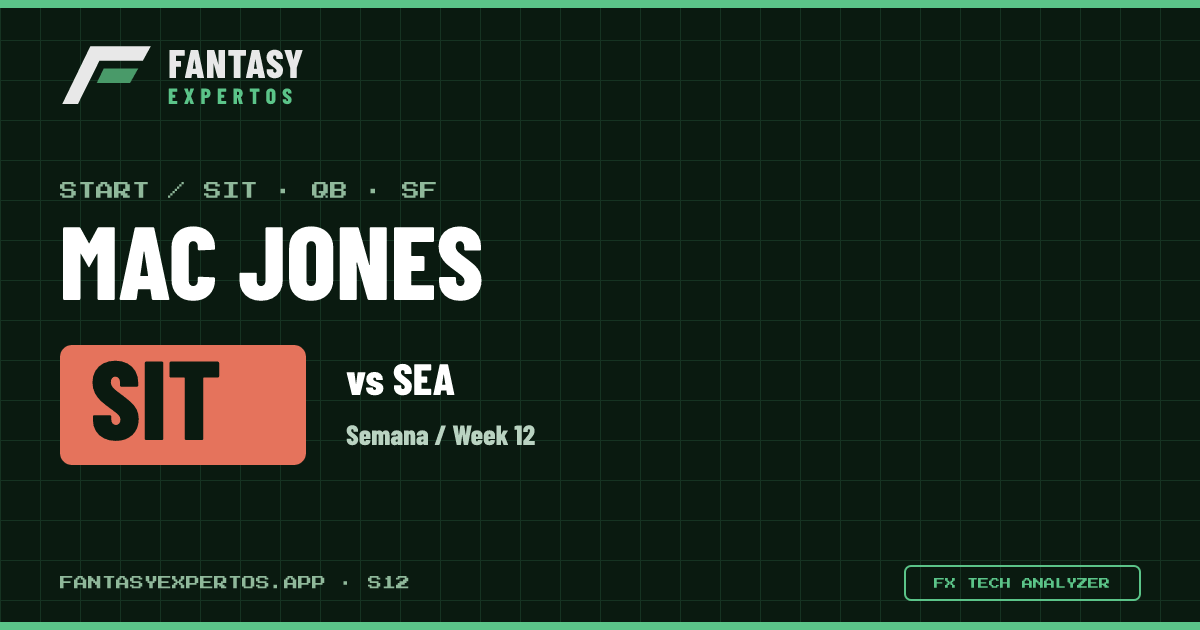 FANTASY
EXPERTOS
START / SIT · QB · SF
MAC JONES
SIT
vs SEA
Semana / Week 12
FANTASYEXPERTOS.APP · S12
FX TECH ANALYZER